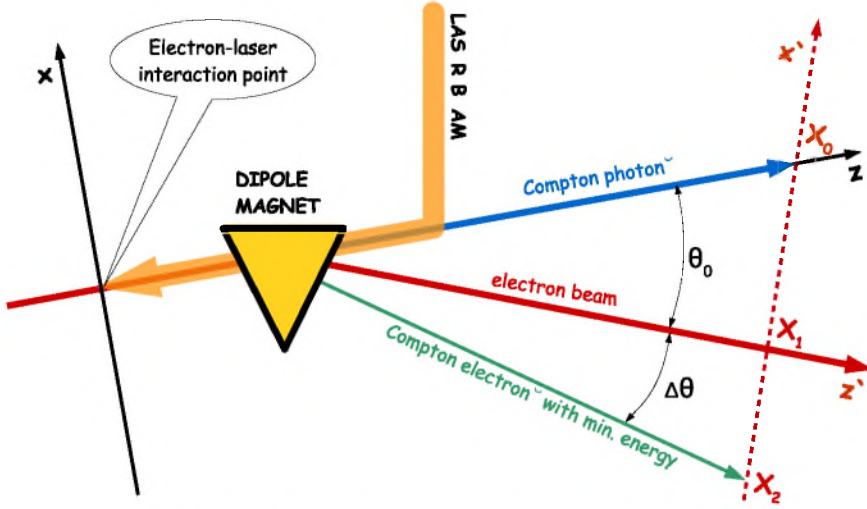 Electron-laser
interaction point
x
LAS R B AM
DIPOLE
MAGNET
Compton photon
x`
X₀
z
θ₀
electron beam
X₁
z`
Δθ
Compton electron with min. energy
X₂